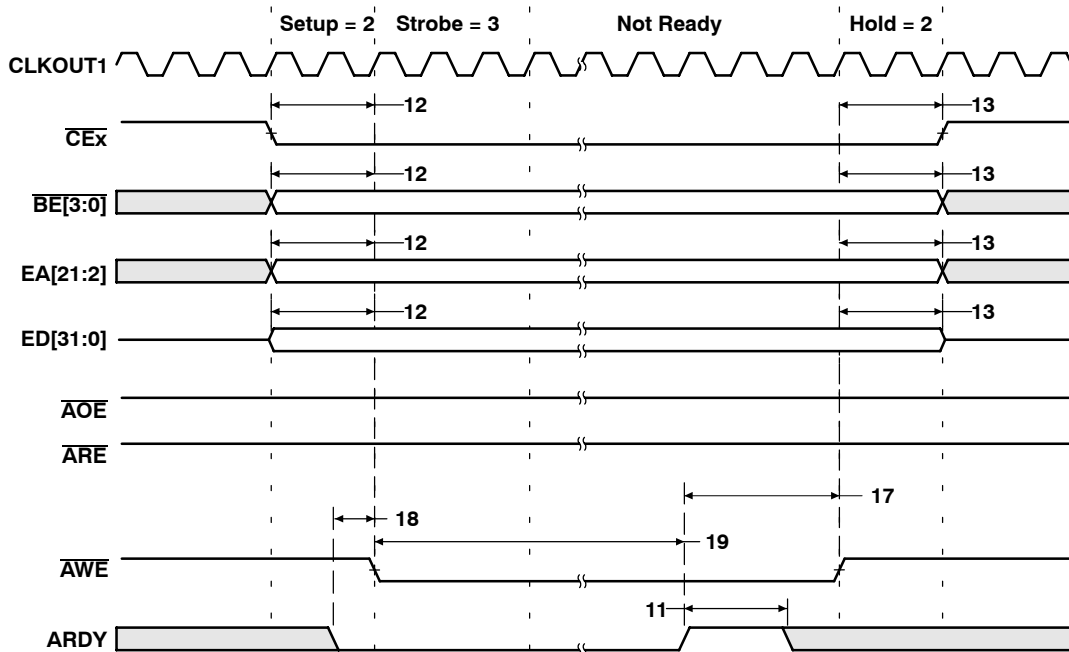 Setup = 2 Strobe = 3 Not Ready Hold = 2
CLKOUT1
12 13
CEx
12 13
BE[3:0]
12 13
EA[21:2]
12 13
ED[31:0]
AOE
ARE
17
18
19
AWE
11
ARDY